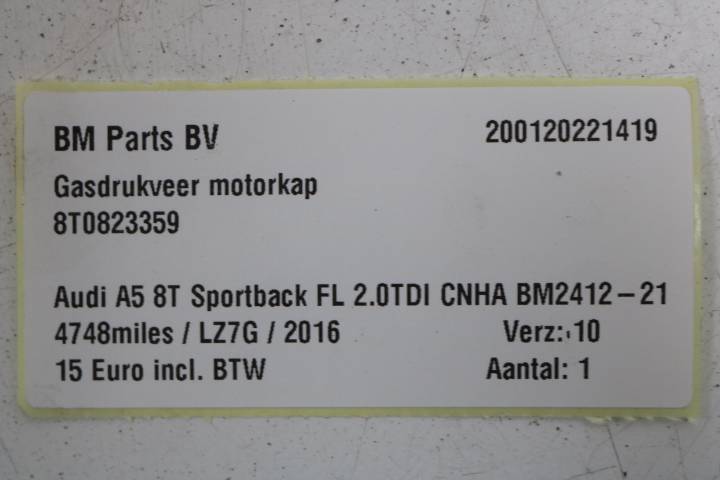 BM Parts BV 200120221419
Gasdrukveer motorkap
8T0823359
Audi A5 8T Sportback FL 2.0TDI CNHA BM2412-21
4748miles / LZ7G / 2016 Verz: 10
15 Euro incl. BTW Aantal: 1